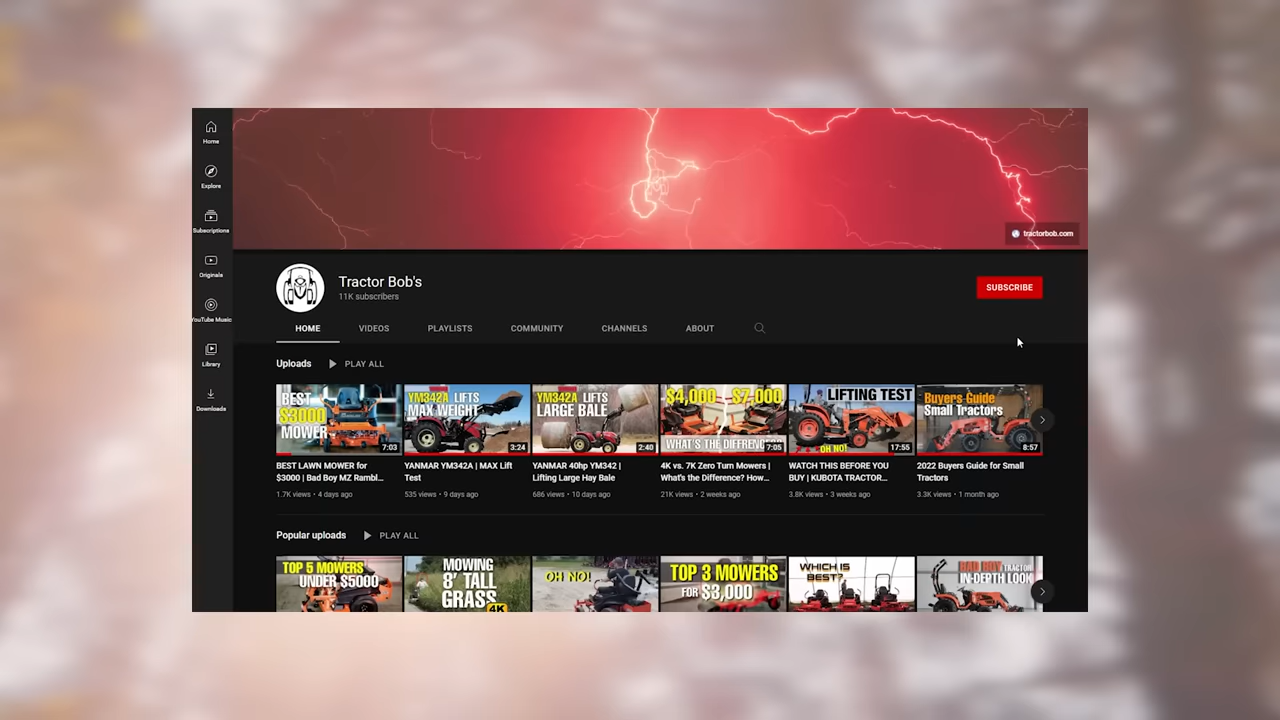 Home
Explore
Subscriptions
Originals
YouTube Music
Library
Downloads
tractorbob.com
Tractor Bob's
11K subscribers
SUBSCRIBE
HOME VIDEOS PLAYLISTS COMMUNITY CHANNELS ABOUT
Uploads PLAY ALL
BEST
$3000
MOWER
7:03
YM342A LIFTS
MAX WEIGHT
3:24
YM342A LIFTS
LARGE BALE
2:40
$4,000 $7,000
WHAT'S THE DIFFRENC
7:05
LIFTING TEST
OH NO!
17:55
Buyers Guide
Small Tractors
8:57
BEST LAWN MOWER for
$3000 | Bad Boy MZ Rambl...
1.7K views • 4 days ago
YANMAR YM342A | MAX Lift
Test
535 views • 9 days ago
YANMAR 40hp YM342 |
Lifting Large Hay Bale
686 views • 10 days ago
4K vs. 7K Zero Turn Mowers |
What's the Difference? How...
21K views • 2 weeks ago
WATCH THIS BEFORE YOU
BUY | KUBOTA TRACTOR...
3.8K views • 3 weeks ago
2022 Buyers Guide for Small
Tractors
3.3K views • 1 month ago
Popular uploads PLAY ALL
TOP 5 MOWERS
UNDER $5000
MOWING
8' TALL
GRASS
4K
OH NO!
TOP 3 MOWERS
FOR $3,000
WHICH IS
BEST?
BAD BOY TRACTOR
IN-DEPTH LOOK